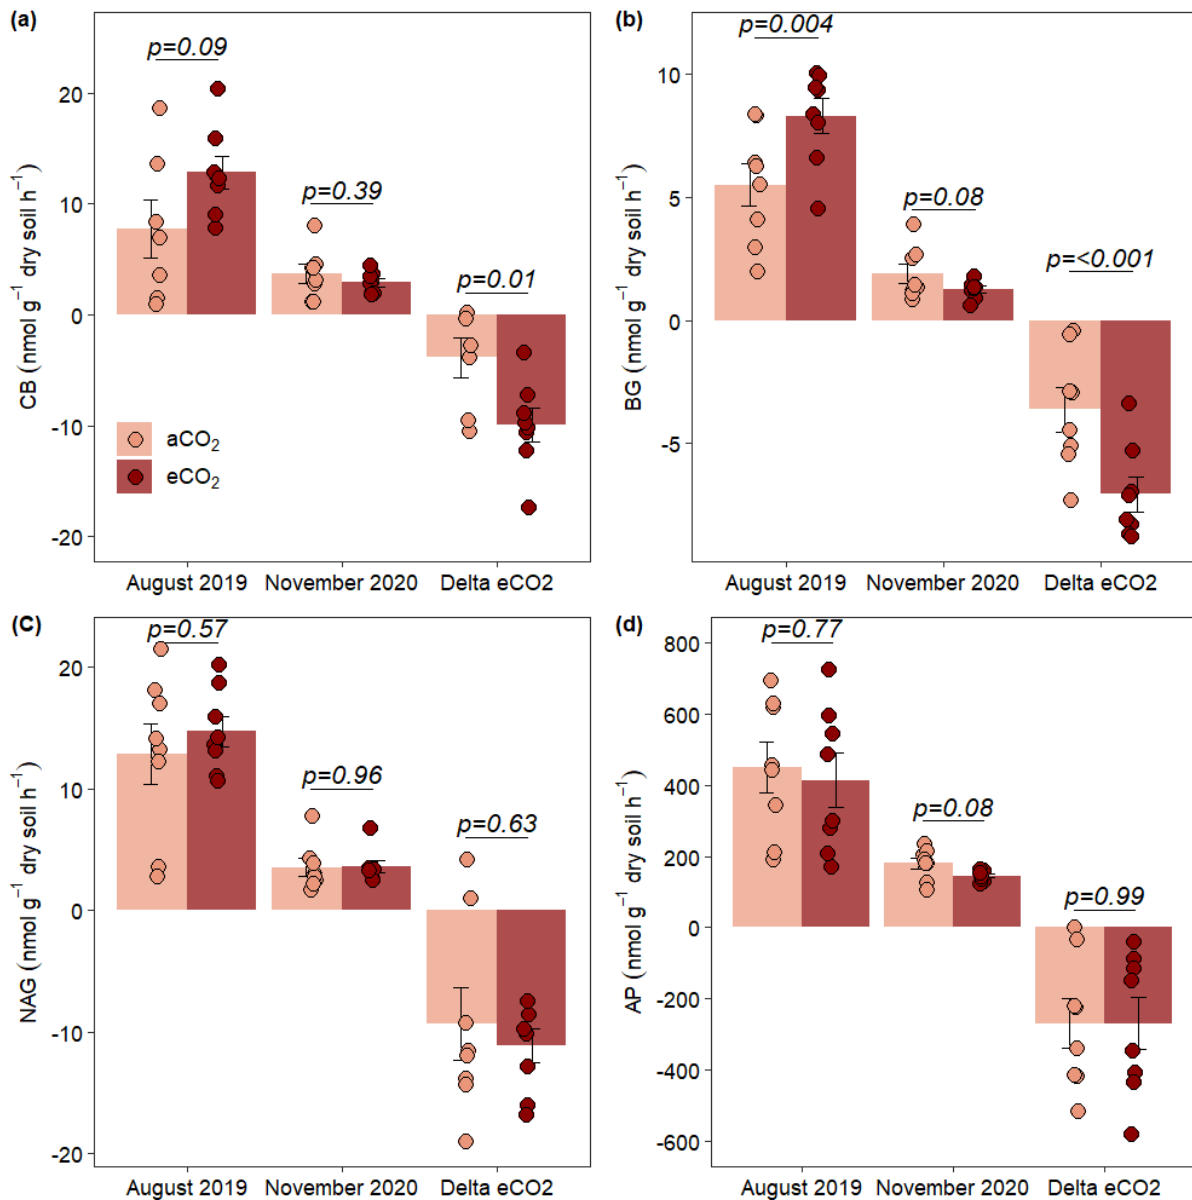 (a)
p=0.09
p=0.39
p=0.01
20
10
0
-10
-20
CB (nmol g⁻¹ dry soil h⁻¹)
aCO₂
eCO₂
August 2019 November 2020 Delta eCO2
(b)
p=0.004
p=0.08
p=<0.001
10
5
0
-5
BG (nmol g⁻¹ dry soil h⁻¹)
August 2019 November 2020 Delta eCO2
(C)
p=0.57
p=0.96
p=0.63
20
10
0
-10
-20
NAG (nmol g⁻¹ dry soil h⁻¹)
August 2019 November 2020 Delta eCO2
(d)
p=0.77
p=0.08
p=0.99
800
600
400
200
0
-200
-400
-600
AP (nmol g⁻¹ dry soil h⁻¹)
August 2019 November 2020 Delta eCO2